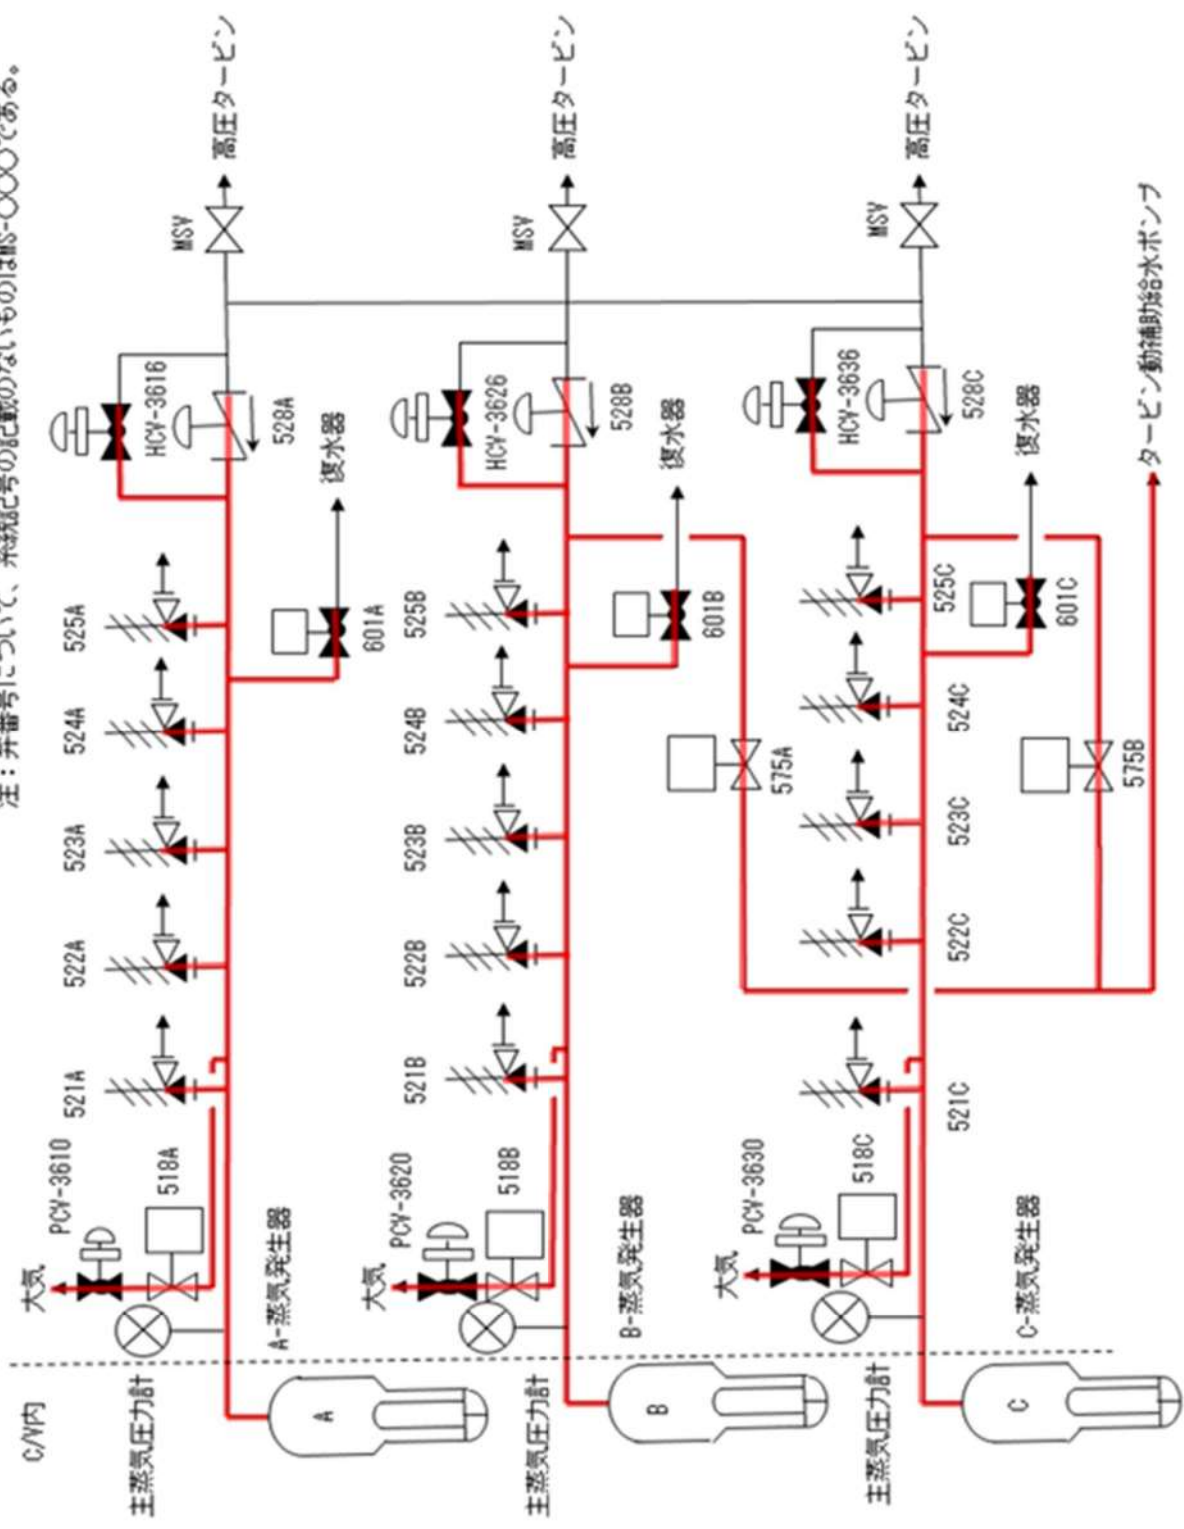 注：弁番号について、系統記号の記載のないものはMS-〇〇〇である。
C/V内
大気
PCV-3610
518A
521A
522A
523A
524A
525A
HCV-3616
528A
MSV
高圧タービン
主蒸気圧力計
A-蒸気発生器
A
601A
復水器
大気
PCV-3620
518B
521B
522B
523B
524B
525B
HCV-3626
528B
MSV
高圧タービン
主蒸気圧力計
B-蒸気発生器
B
601B
復水器
575A
大気
PCV-3630
518C
521C
522C
523C
524C
525C
HCV-3636
528C
MSV
高圧タービン
主蒸気圧力計
C-蒸気発生器
C
601C
復水器
575B
タービン動補助給水ポンプ